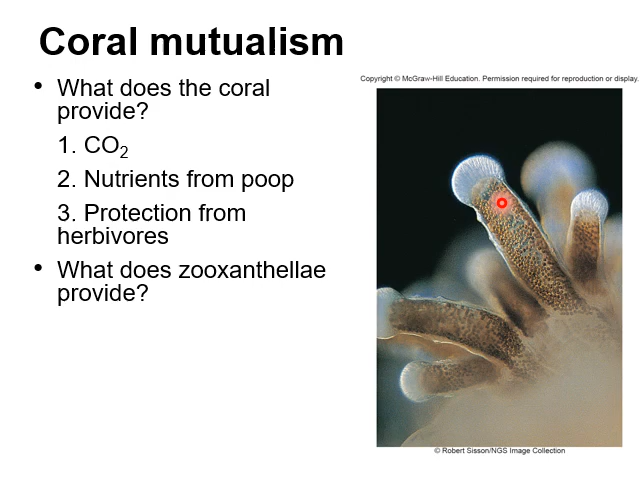 Coral mutualism
• What does the coral
provide?
1. CO2
2. Nutrients from poop
3. Protection from
herbivores
• What does zooxanthellae
provide?
Copyright © McGraw-Hill Education. Permission required for reproduction or display.
© Robert Sisson/NGS Image Collection